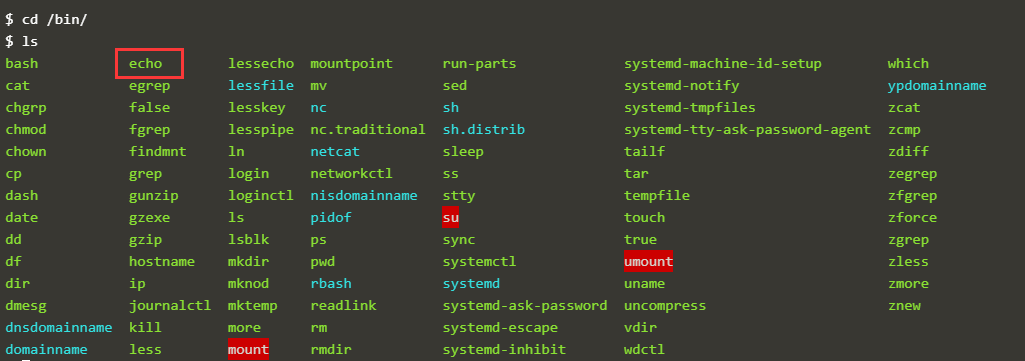 $ cd /bin/
$ ls
bash echo lessecho mountpoint run-parts systemd-machine-id-setup which
cat egrep lessfile mv sed systemd-notify ypdomainname
chgrp false lesskey nc sh systemd-tmpfiles zcat
chmod fgrep lesspipe nc.traditional sh.distrib systemd-tty-ask-password-agent zcmp
chown findmnt ln netcat sleep tailf zdiff
cp grep login networkctl ss tar zegrep
dash gunzip loginctl nisdomainname stty tempfile zfgrep
date gzexe ls pidof su touch zforce
dd gzip lsblk ps sync true zgrep
df hostname mkdir pwd systemctl umount zless
dir ip mknod rbash systemd uname zmore
dmesg journalctl mktemp readlink systemd-ask-password uncompress znew
dnsdomainname kill more rm systemd-escape vdir
domainname less mount rmdir systemd-inhibit wdctl